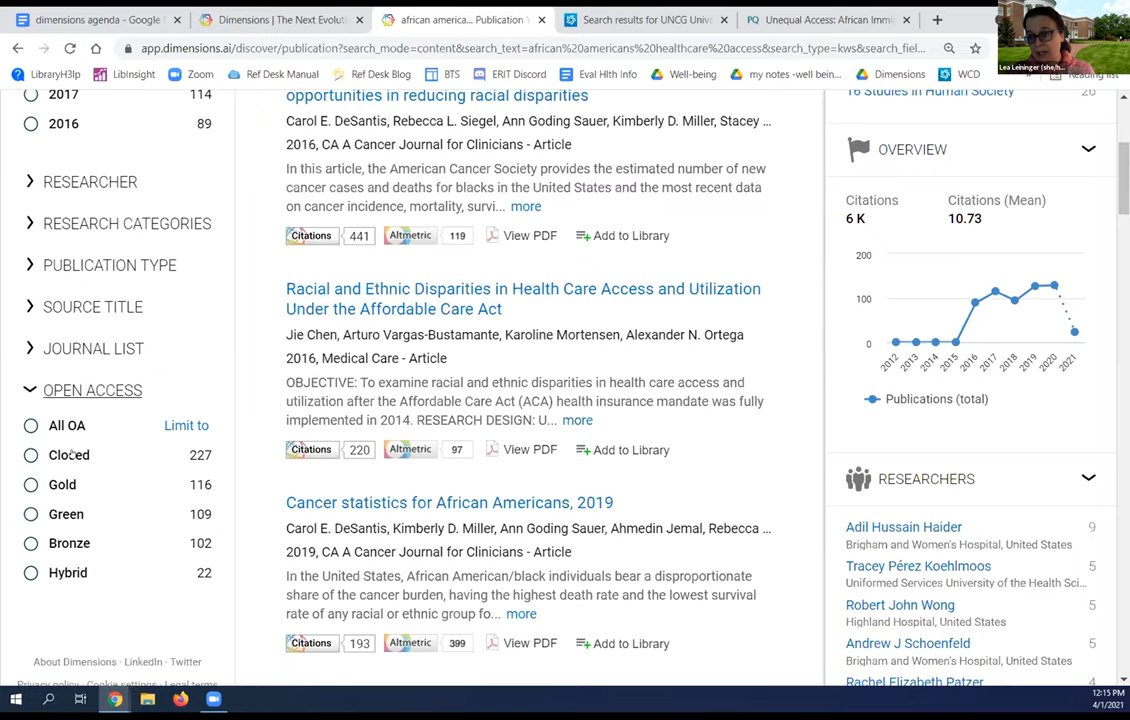 dimensions agenda - Google
Dimensions | The Next Evoluti
african america... Publication
Search results for UNCG Univ
PQ Unequal Access: African Immi
app.dimensions.ai/discover/publication?search_mode=content&search_text=african%20americans%20healthcare%20access&search_type=kws&search_fiel...
LibraryH3lp
LibInsight
Zoom
Ref Desk Manual
Ref Desk Blog
BTS
ERIT Discord
Eval Hlth Info
Well-being
my notes -well bein...
Dimensions
WCD
»
Reading list
Lea Leininger (she/h...
2017 114
2016 89
RESEARCHER
RESEARCH CATEGORIES
PUBLICATION TYPE
SOURCE TITLE
JOURNAL LIST
OPEN ACCESS
All OA Limit to
Closed 227
Gold 116
Green 109
Bronze 102
Hybrid 22
About Dimensions · LinkedIn · Twitter
Privacy policy · Cookie settings · Legal terms
opportunities in reducing racial disparities
Carol E. DeSantis, Rebecca L. Siegel, Ann Goding Sauer, Kimberly D. Miller, Stacey ...
2016, CA A Cancer Journal for Clinicians - Article
In this article, the American Cancer Society provides the estimated number of new
cancer cases and deaths for blacks in the United States and the most recent data
on cancer incidence, mortality, survi... more
Citations 441 Altmetric 119 View PDF Add to Library
Racial and Ethnic Disparities in Health Care Access and Utilization
Under the Affordable Care Act
Jie Chen, Arturo Vargas-Bustamante, Karoline Mortensen, Alexander N. Ortega
2016, Medical Care - Article
OBJECTIVE: To examine racial and ethnic disparities in health care access and
utilization after the Affordable Care Act (ACA) health insurance mandate was fully
implemented in 2014. RESEARCH DESIGN: U... more
Citations 220 Altmetric 97 View PDF Add to Library
Cancer statistics for African Americans, 2019
Carol E. DeSantis, Kimberly D. Miller, Ann Goding Sauer, Ahmedin Jemal, Rebecca ...
2019, CA A Cancer Journal for Clinicians - Article
In the United States, African American/black individuals bear a disproportionate
share of the cancer burden, having the highest death rate and the lowest survival
rate of any racial or ethnic group fo... more
Citations 193 Altmetric 399 View PDF Add to Library
16 Studies in Human Society 26
OVERVIEW
Citations Citations (Mean)
6 K 10.73
200
100
0
2012 2013 2014 2015 2016 2017 2018 2019 2020 2021
Publications (total)
RESEARCHERS
Adil Hussain Haider 9
Brigham and Women's Hospital, United States
Tracey Pérez Koehlmoos 5
Uniformed Services University of the Health Sci...
Robert John Wong 5
Highland Hospital, United States
Andrew J Schoenfeld 5
Brigham and Women's Hospital, United States
Rachel Elizabeth Patzer 4
12:15 PM
4/1/2021